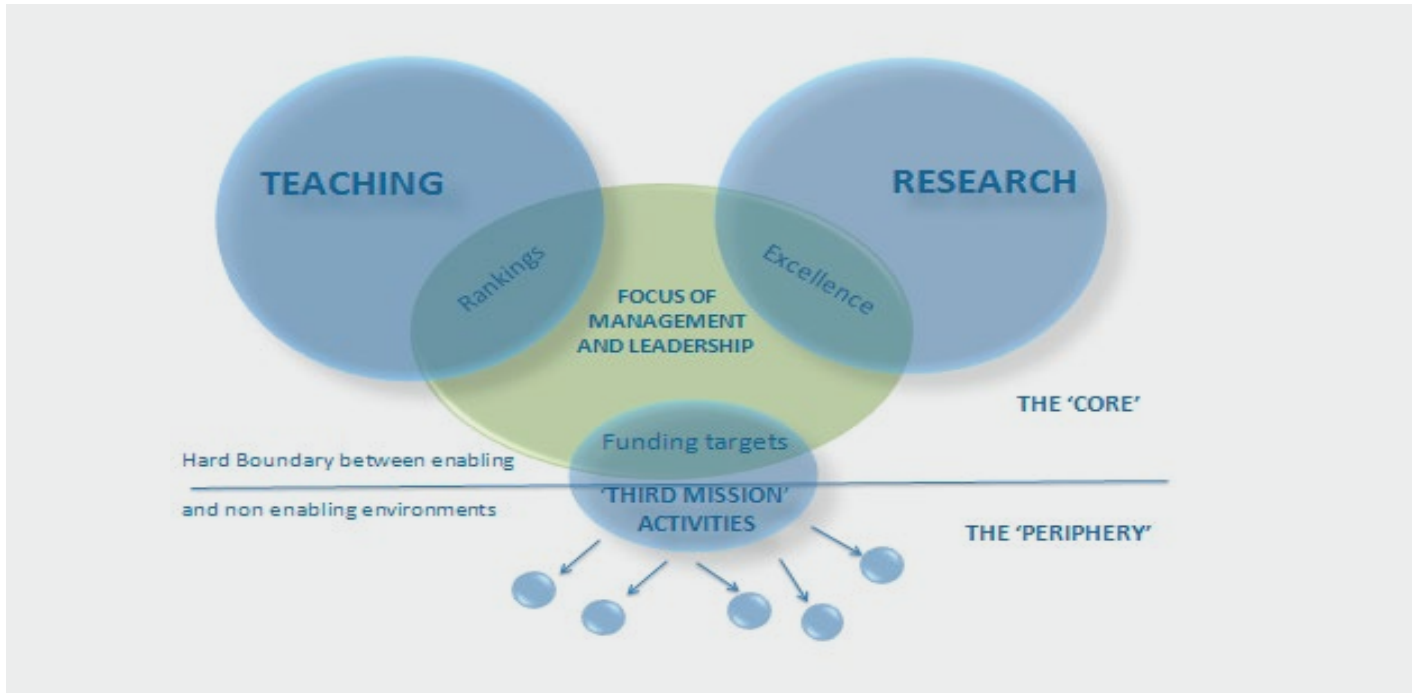 TEACHING
RESEARCH
Rankings
Excellence
FOCUS OF
MANAGEMENT
AND LEADERSHIP
THE ‘CORE’
Funding targets
Hard Boundary between enabling
and non enabling environments
‘THIRD MISSION’
ACTIVITIES
THE ‘PERIPHERY’